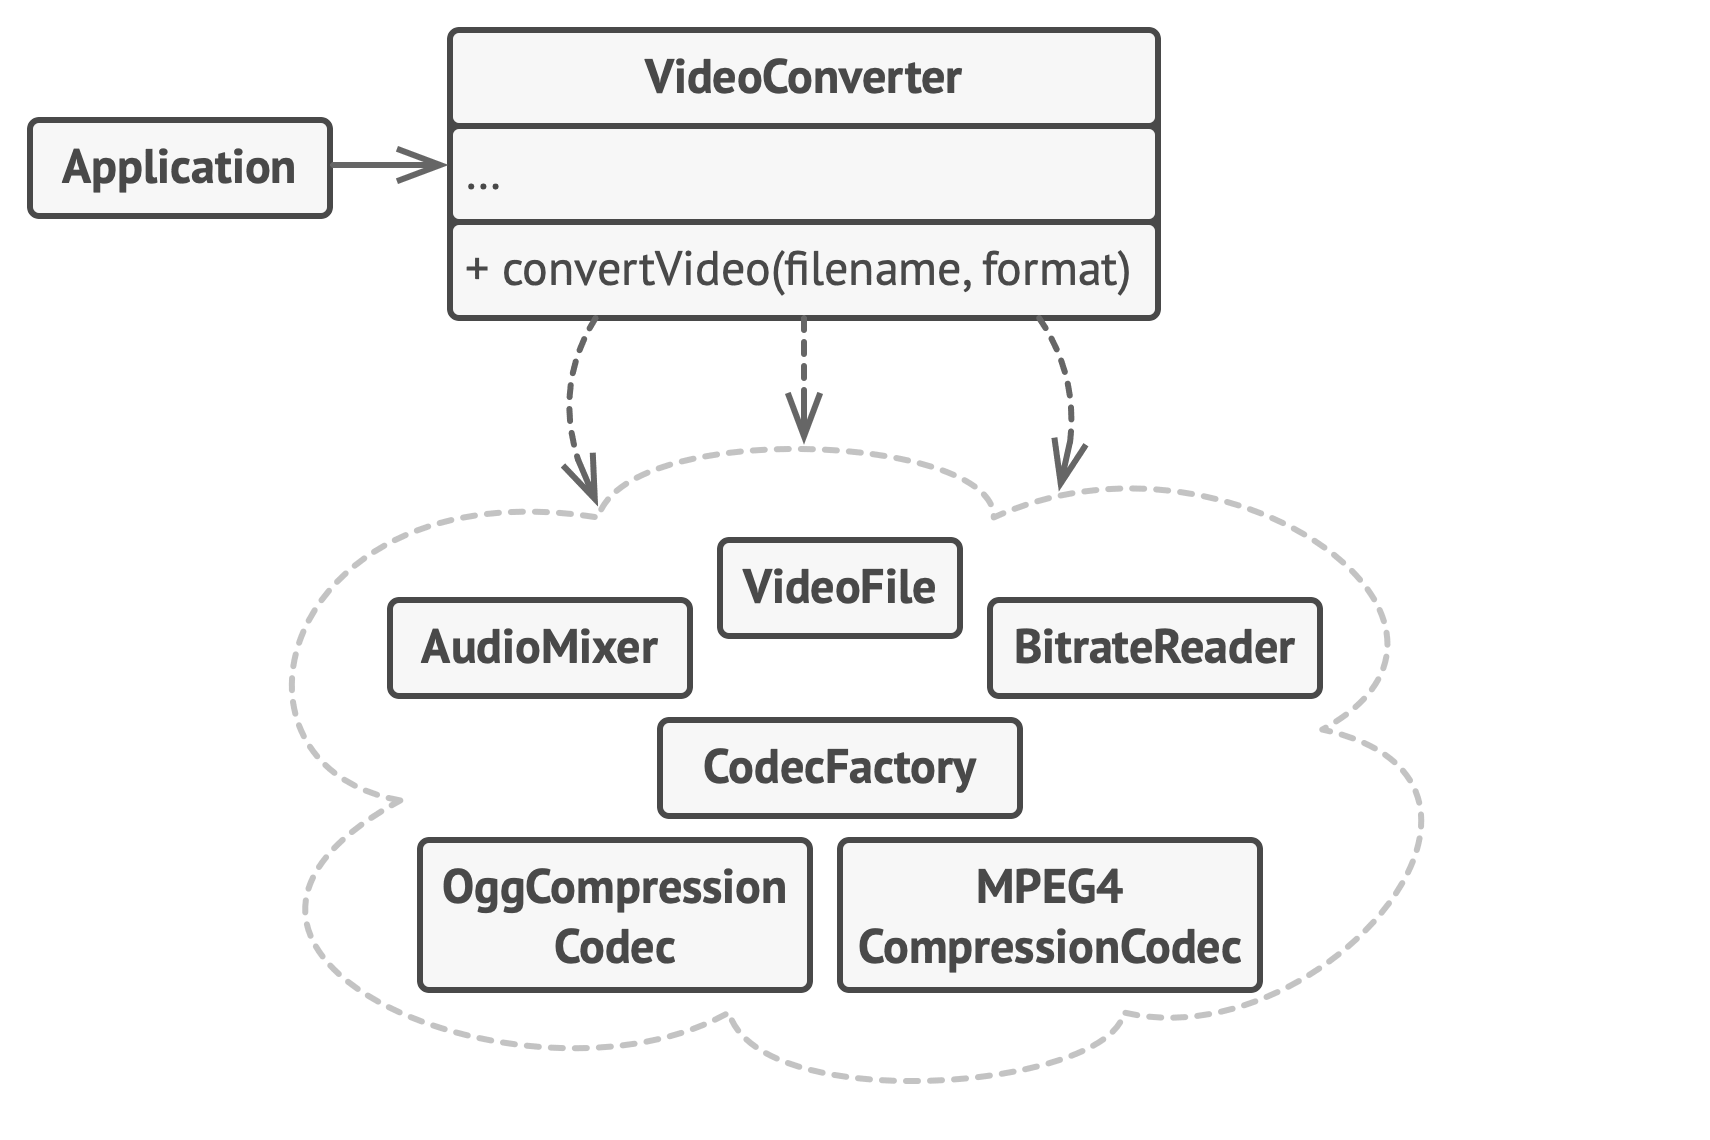 VideoConverter
Application
...
+ convertVideo(filename, format)
VideoFile
AudioMixer
BitrateReader
CodecFactory
OggCompression
Codec
MPEG4
CompressionCodec